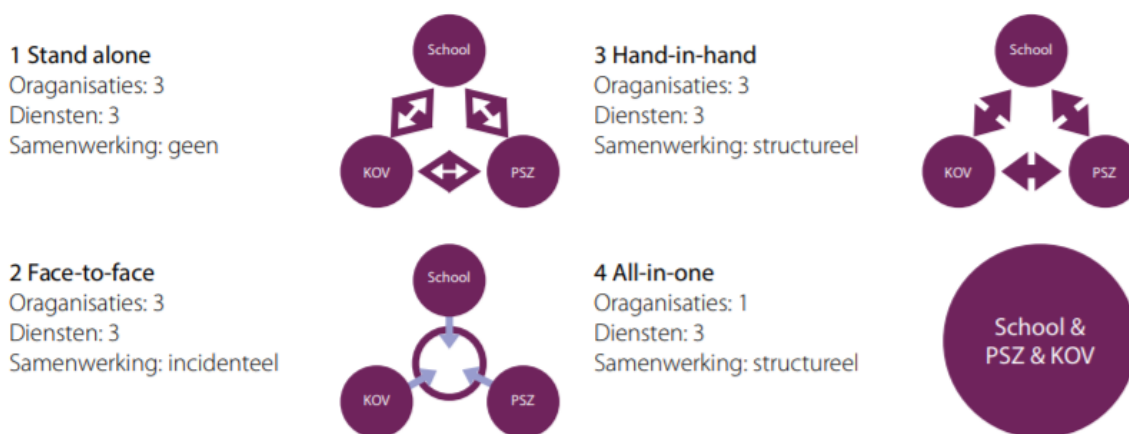 1 Stand alone
Oraganisaties: 3
Diensten: 3
Samenwerking: geen
School
KOV
PSZ
2 Face-to-face
Oraganisaties: 3
Diensten: 3
Samenwerking: incidenteel
School
KOV
PSZ
3 Hand-in-hand
Oraganisaties: 3
Diensten: 3
Samenwerking: structureel
School
KOV
PSZ
4 All-in-one
Oraganisaties: 1
Diensten: 3
Samenwerking: structureel
School &
PSZ & KOV